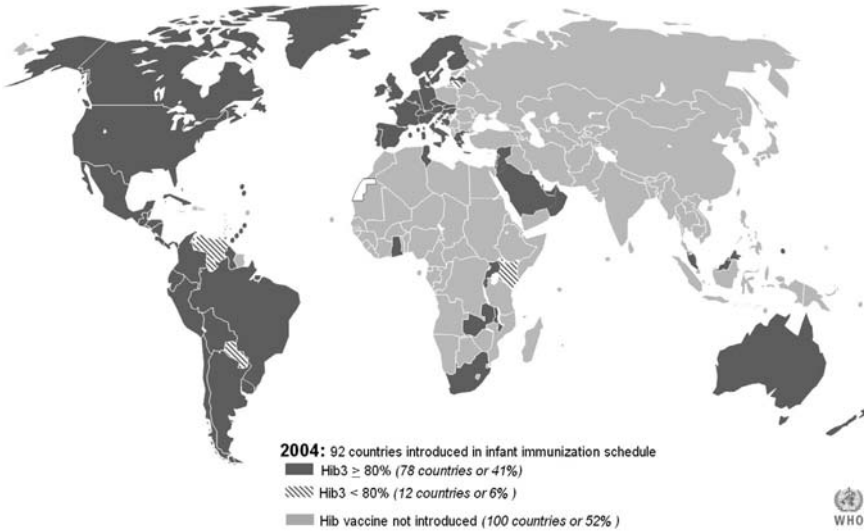 2004: 92 countries introduced in infant immunization schedule
Hib3 ≥ 80% (78 countries or 41%)
Hib3 < 80% (12 countries or 6% )
Hib vaccine not introduced (100 countries or 52% )
WHO